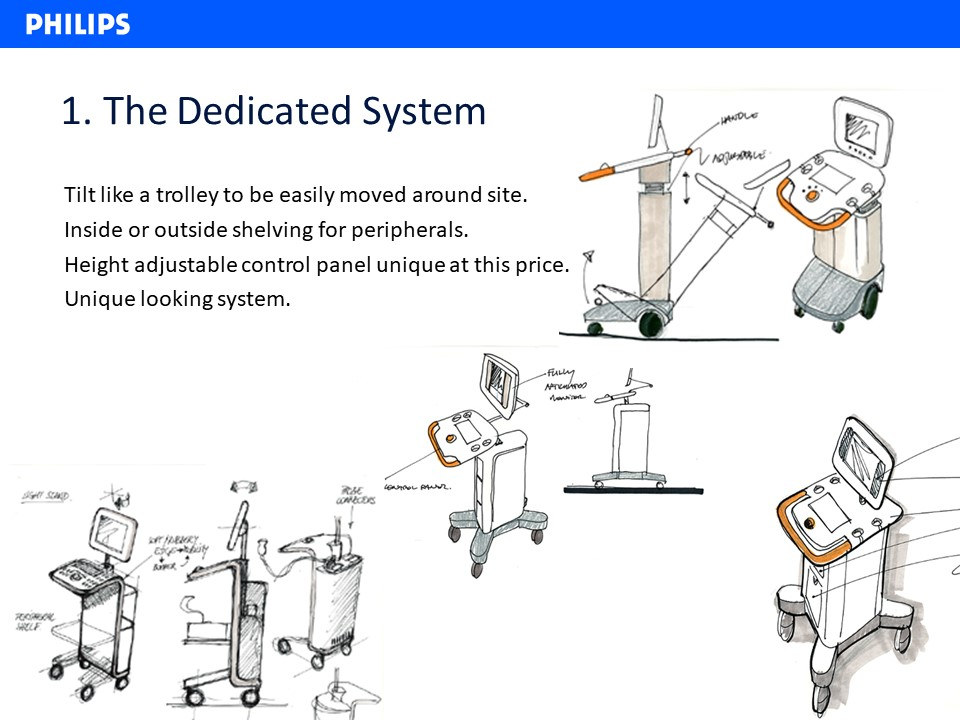 PHILIPS
1. The Dedicated System
Tilt like a trolley to be easily moved around site.
Inside or outside shelving for peripherals.
Height adjustable control panel unique at this price.
Unique looking system.
HANDLE
ADJUSTABLE.
FULLY
ARTICULATED
MONITOR
CONTROL PANEL.
PROBE
CONNECTORS
PERIPHERAL
SHELF